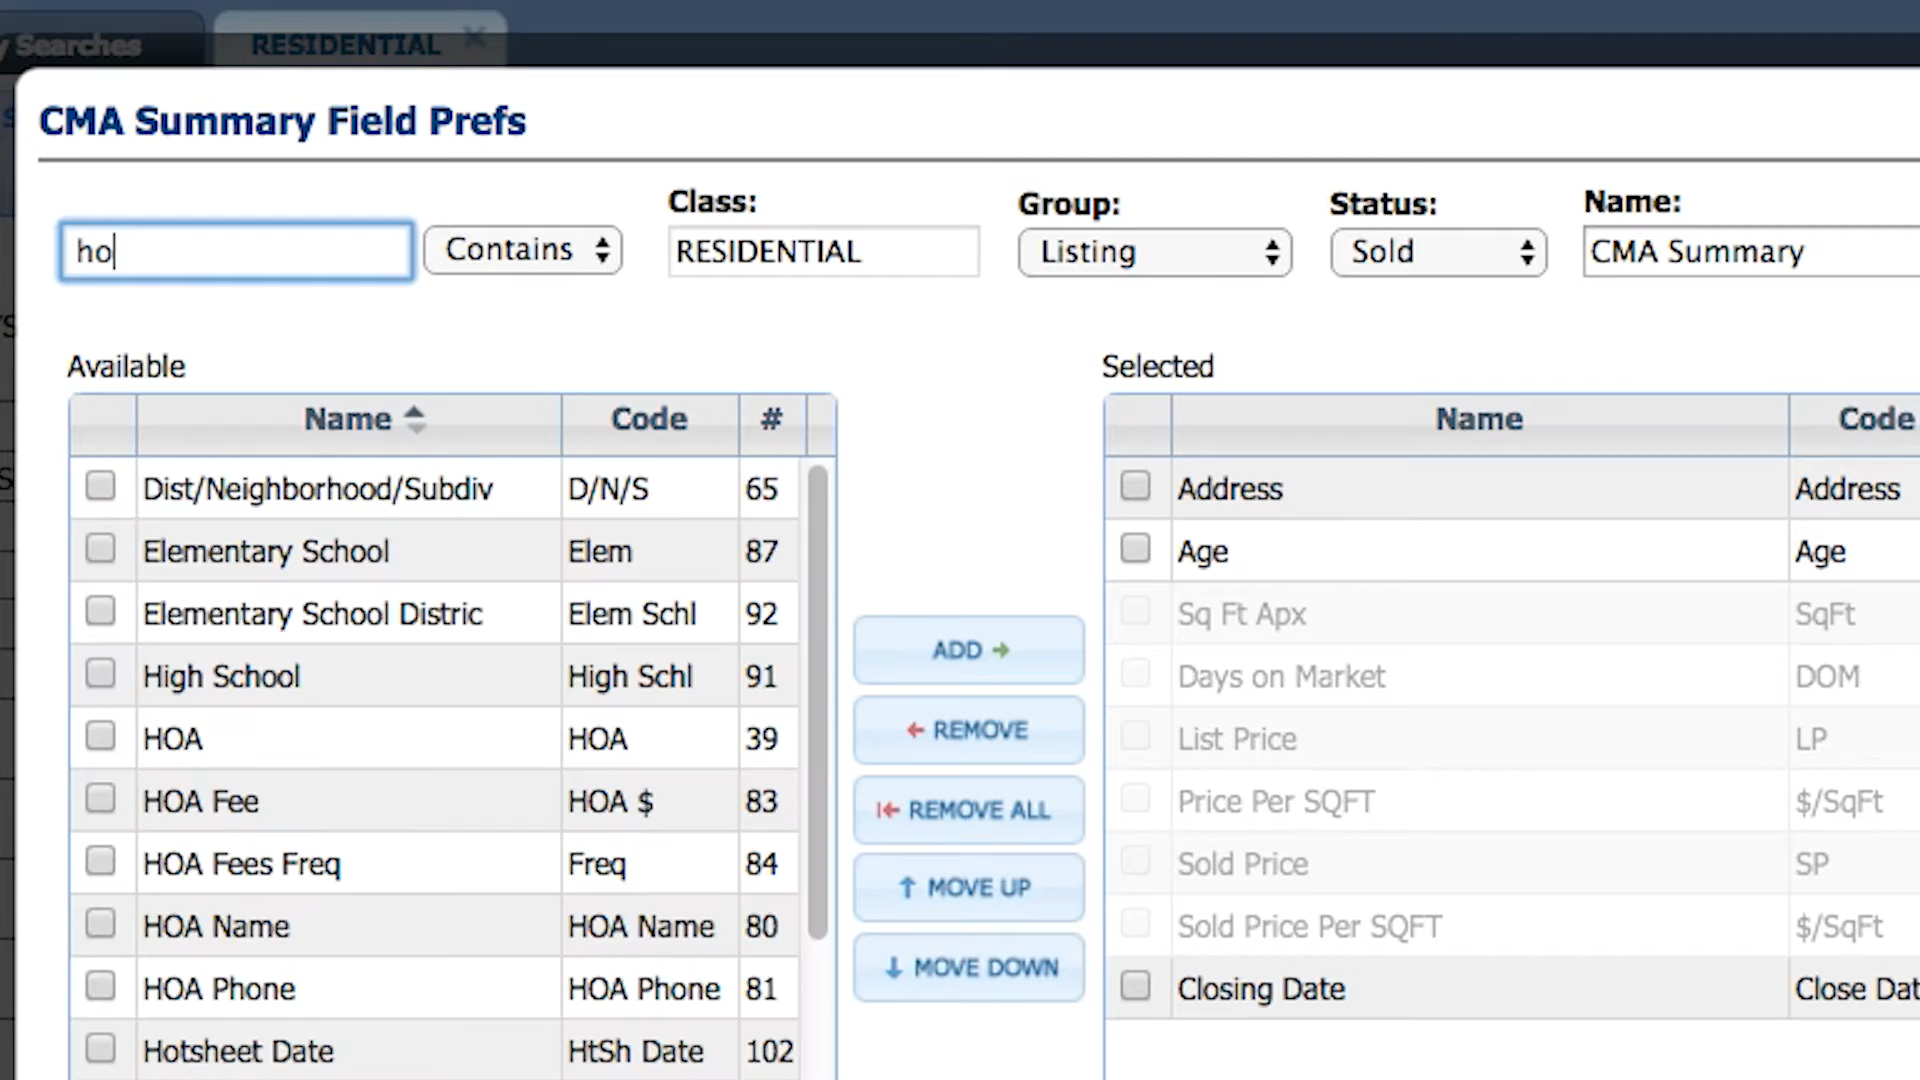 y Searches
RESIDENTIAL
CMA Summary Field Prefs
Class:
Group:
Status:
Name:
ho
Contains
RESIDENTIAL
Listing
Sold
CMA Summary
Available
Name
Code
#
Dist/Neighborhood/Subdiv
D/N/S
65
Elementary School
Elem
87
Elementary School Distric
Elem Schl
92
High School
High Schl
91
HOA
HOA
39
HOA Fee
HOA $
83
HOA Fees Freq
Freq
84
HOA Name
HOA Name
80
HOA Phone
HOA Phone
81
Hotsheet Date
HtSh Date
102
ADD
REMOVE
REMOVE ALL
MOVE UP
MOVE DOWN
Selected
Name
Code
Address
Address
Age
Age
Sq Ft Apx
SqFt
Days on Market
DOM
List Price
LP
Price Per SQFT
$/SqFt
Sold Price
SP
Sold Price Per SQFT
$/SqFt
Closing Date
Close Dat